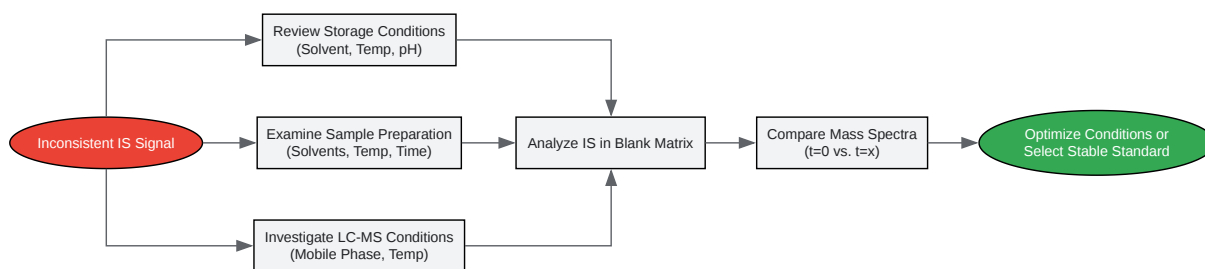 Review Storage Conditions
(Solvent, Temp, pH)
Inconsistent IS Signal
Examine Sample Preparation
(Solvents, Temp, Time)
Analyze IS in Blank Matrix
Compare Mass Spectra
(t=0 vs. t=x)
Optimize Conditions or
Select Stable Standard
Investigate LC-MS Conditions
(Mobile Phase, Temp)